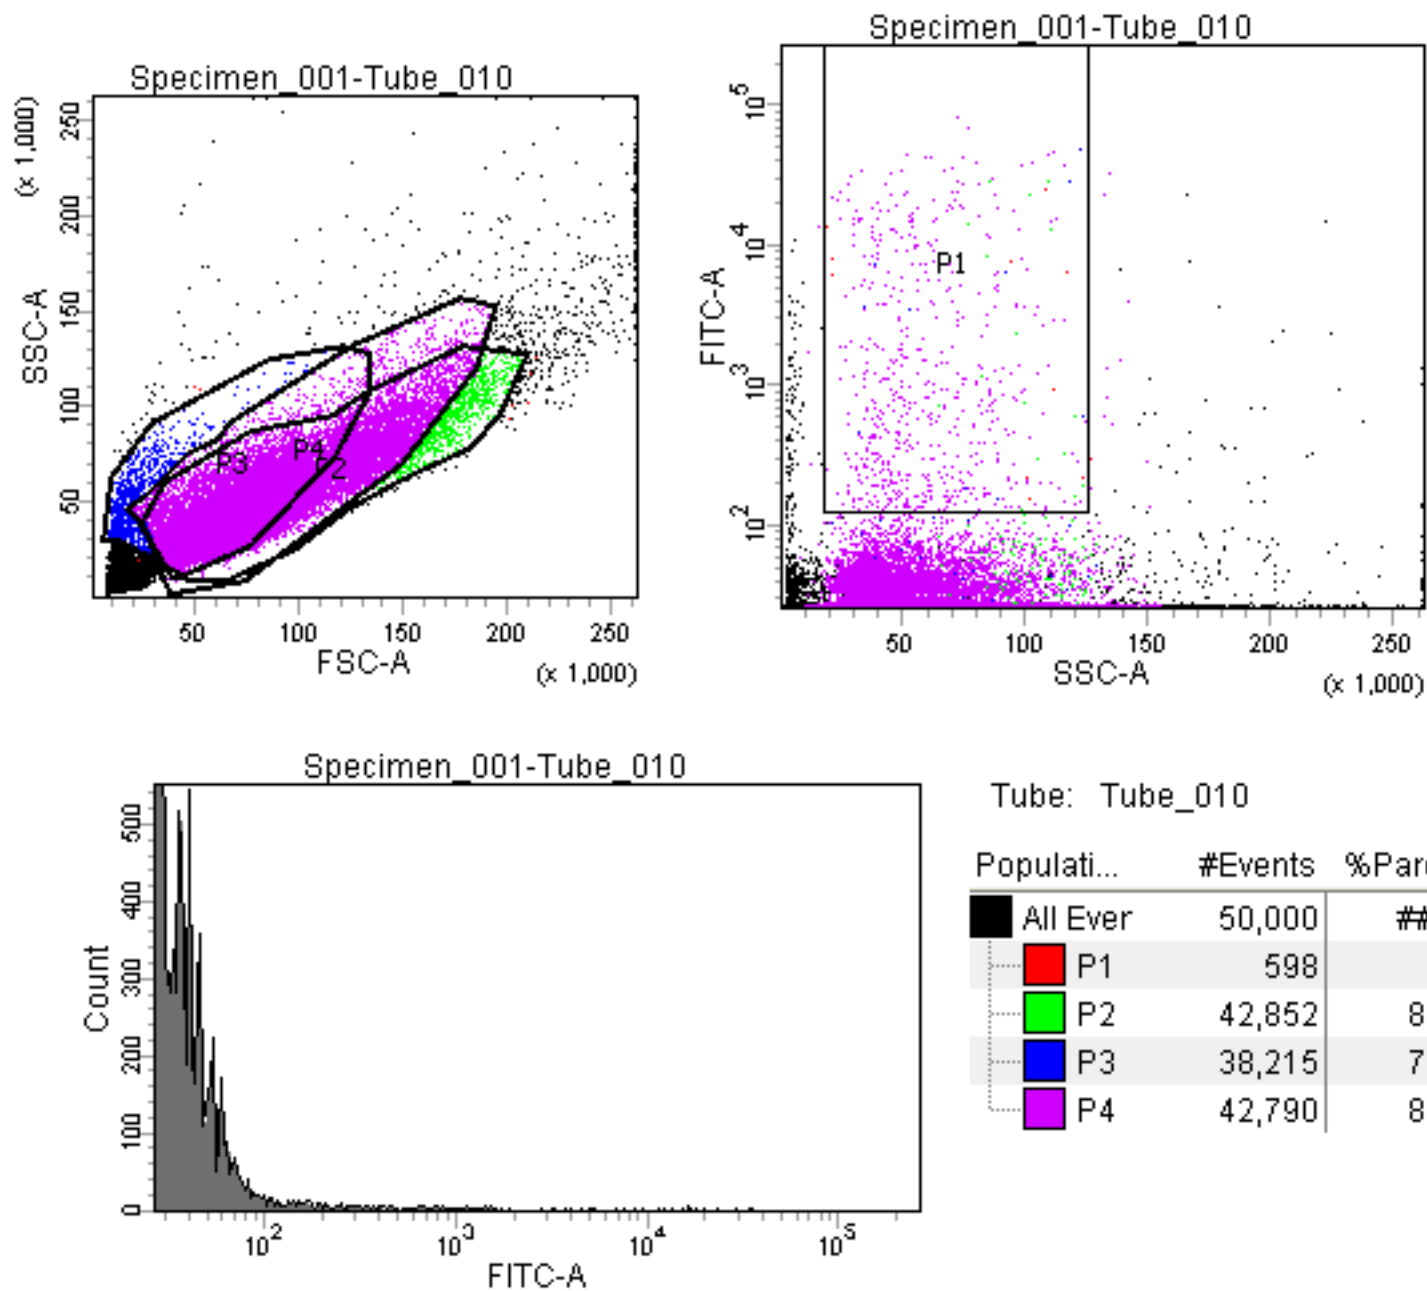 Specimen_001-Tube_010
(x 1,000)
250
200
150
100
50
SSC-A
P3
P4
50 100 150 200 250
FSC-A
(x 1,000)
Specimen_001-Tube_010
10^5
10^4
10^3
10^2
FITC-A
P1
50 100 150 200 250
SSC-A
(x 1,000)
Specimen_001-Tube_010
500
400
300
200
100
0
Count
10^2 10^3 10^4 10^5
FITC-A
Tube: Tube_010
Populati... #Events %Par
All Ever 50,000 ##
P1 598
P2 42,852 8
P3 38,215 7
P4 42,790 8